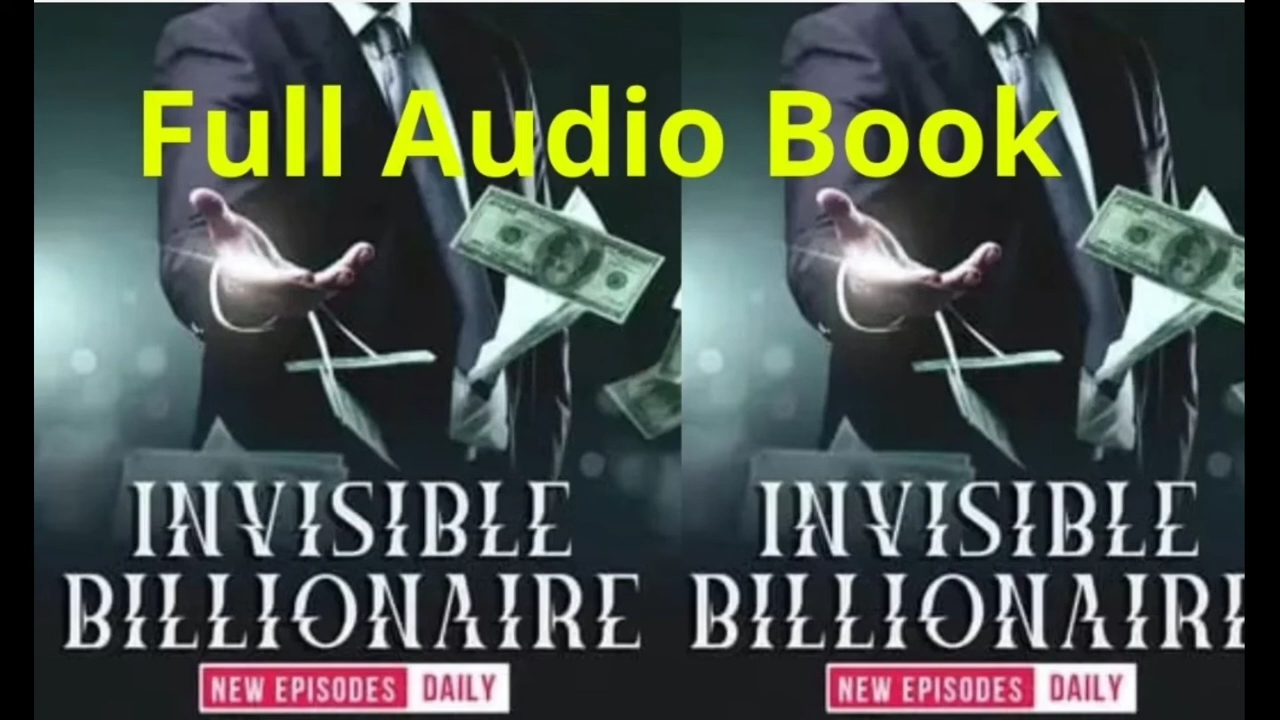 Full Audio Book
INVISIBLE
BILLIONAIRE
NEW EPISODES DAILY
INVISIBLE
BILLIONAIRE
NEW EPISODES DAILY